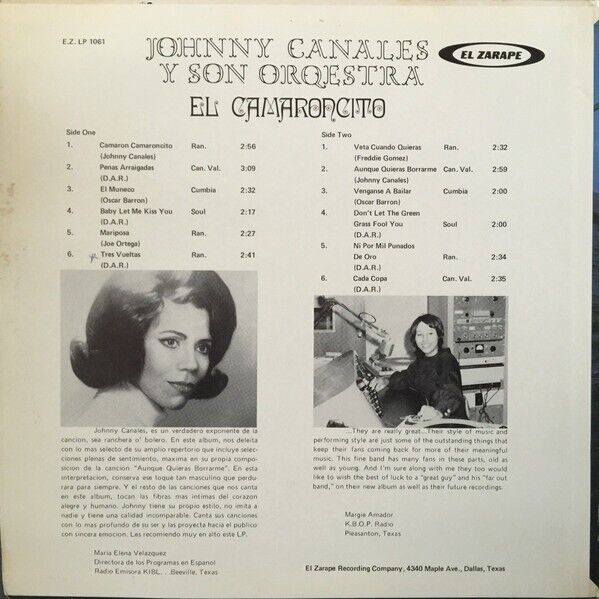 E.Z. LP 1061
JOHNNY CANALES
Y SON ORQESTRA
EL ZARAPE
EL CAMARONCITO
Side One
1. Camaron Camaroncito Ran. 2:56
(Johnny Canales)
2. Penas Arraigadas Can. Val. 3:09
(D.A.R.)
3. El Muneco Cumbia 2:32
(Oscar Barron)
4. Baby Let Me Kiss You Soul 2:17
(D.A.R.)
5. Mariposa Ran. 2:27
(Joe Ortega)
6. Tres Vueltas Ran. 2:41
(D.A.R.)
Side Two
1. Veta Cuando Quieras Ran. 2:32
(Freddie Gomez)
2. Aunque Quieras Borrarme Can. Val. 2:59
(Johnny Canales)
3. Venganse A Bailar Cumbia 2:00
(Oscar Barron)
4. Don't Let The Green
Grass Fool You Soul 2:00
(D.A.R.)
5. Ni Por Mil Punados
De Oro Ran. 2:34
(D.A.R.)
6. Cada Copa Can. Val. 2:35
(D.A.R.)
Johnny Canales, es un verdadero exponente de la
cancion, sea ranchera o' bolero. En este album, nos deleita
con lo mas selecto de su amplio repertorio que incluye selec-
ciones plenas de sentimiento, maxima en su propia compo-
sicion de la cancion "Aunque Quieras Borrarme". En esta
interpretacion, conserva ese toque tan masculino que perdu-
rara para siempre. Y el resto de las canciones que nos canta
en este album, tocan las fibras mas intimas del corazon
alegre y humano. Johnny tiene su propio estilo, no imita a
nadie y tiene una calidad incomparable. Canta sus canciones
con lo mas profundo de su ser y las proyecta hacia el publico
con sincera emocion. Les recomiendo muy en alto este LP.
Maria Elena Velazquez
Directora de los Programas en Espanol
Radio Emisora KIBL. . .Beeville, Texas
...They are really great...Their style of music and
performing style are just some of the outstanding things that
keep their fans coming back for more of their meaningful
music. This fine band has many fans in these parts, old as
well as young. And I'm sure along with me they too would
like to wish the best of luck to a "great guy" and his "far out
band," on their new album as well as their future recordings.
Margie Amador
K.B.O.P. Radio
Pleasanton, Texas
El Zarape Recording Company, 4340 Maple Ave., Dallas, Texas